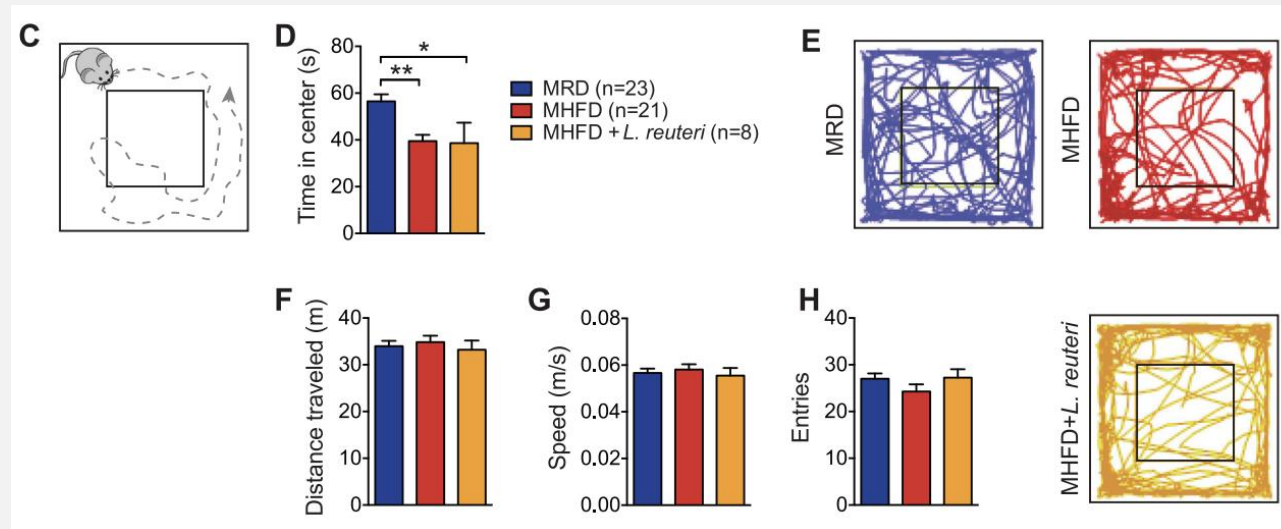 C
D
Time in center (s)
80
60
40
20
0
*
**
MRD (n=23)
MHFD (n=21)
MHFD + L. reuteri (n=8)
E
MRD
MHFD
F
Distance traveled (m)
40
30
20
10
0
G
Speed (m/s)
0.08
0.06
0.04
0.02
0.00
H
Entries
40
30
20
10
0
MHFD+L. reuteri